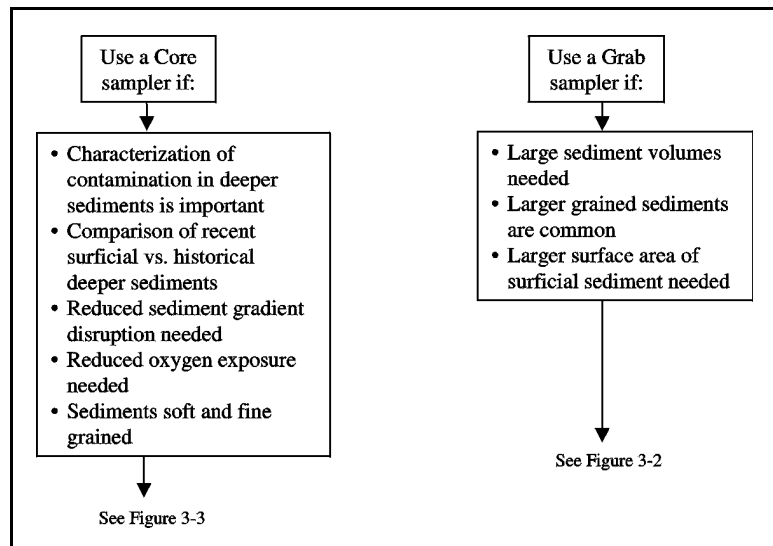 Use a Core
sampler if:
• Characterization of
contamination in deeper
sediments is important
• Comparison of recent
surficial vs. historical
deeper sediments
• Reduced sediment gradient
disruption needed
• Reduced oxygen exposure
needed
• Sediments soft and fine
grained
See Figure 3-3
Use a Grab
sampler if:
• Large sediment volumes
needed
• Larger grained sediments
are common
• Larger surface area of
surficial sediment needed
See Figure 3-2